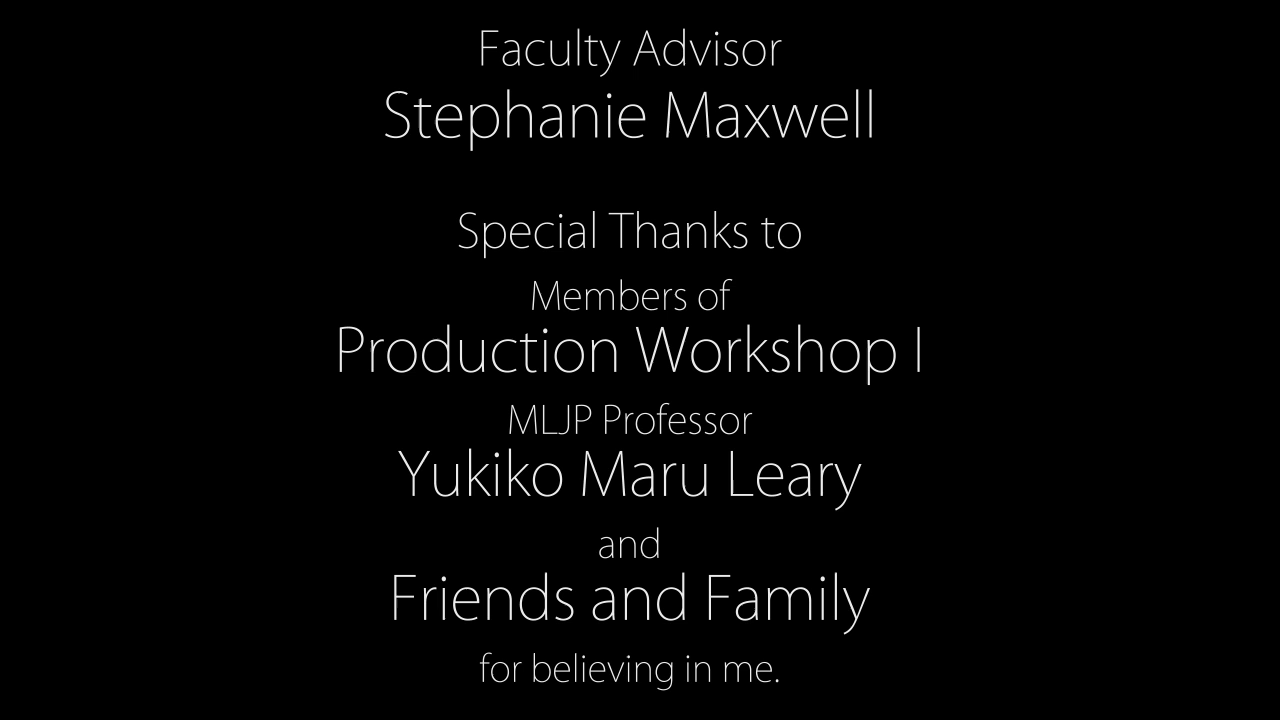 Faculty Advisor
Stephanie Maxwell
Special Thanks to
Members of
Production Workshop I
MLJP Professor
Yukiko Maru Leary
and
Friends and Family
for believing in me.